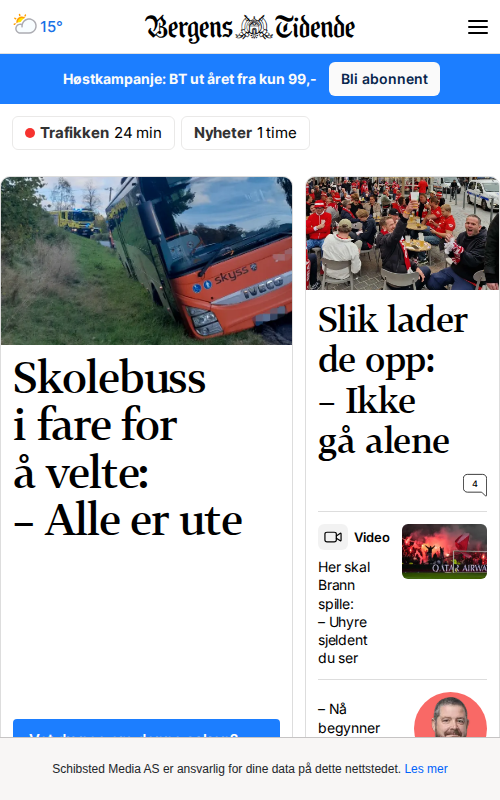 15°
Bergens Tidende
Høstkampanje: BT ut året fra kun 99,-
Bli abonnent
Trafikken 24 min
Nyheter 1 time
skyss
IVECO
Skolebuss
i fare for
å velte:
– Alle er ute
Slik lader
de opp:
– Ikke
gå alene
4
Video
Her skal
Brann
spille:
– Uhyre
sjeldent
du ser
QATAR AIRWA
– Nå
begynner
Schibsted Media AS er ansvarlig for dine data på dette nettstedet. Les mer